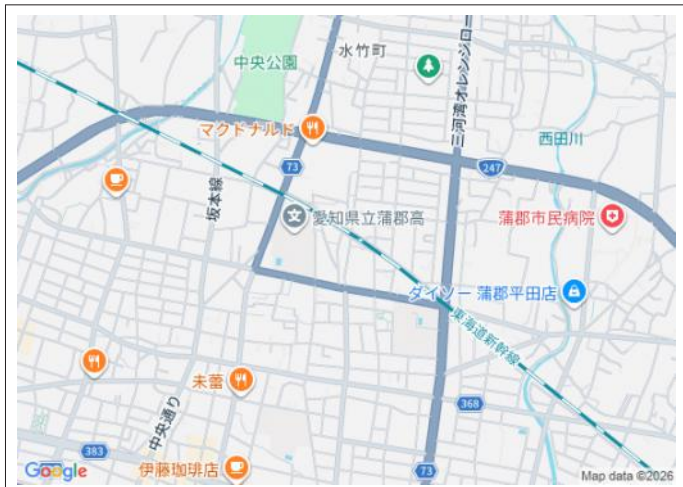 水竹町
中央公園
三河湾オレンジロー
マクドナルド
西田川
73
247
坂本線
愛知県立蒲郡高
蒲郡市民病院
ダイソー 蒲郡平田店
東海道新幹線
未蕾
368
中央通り
383
伊藤珈琲店
73
Google
Map data ©2026